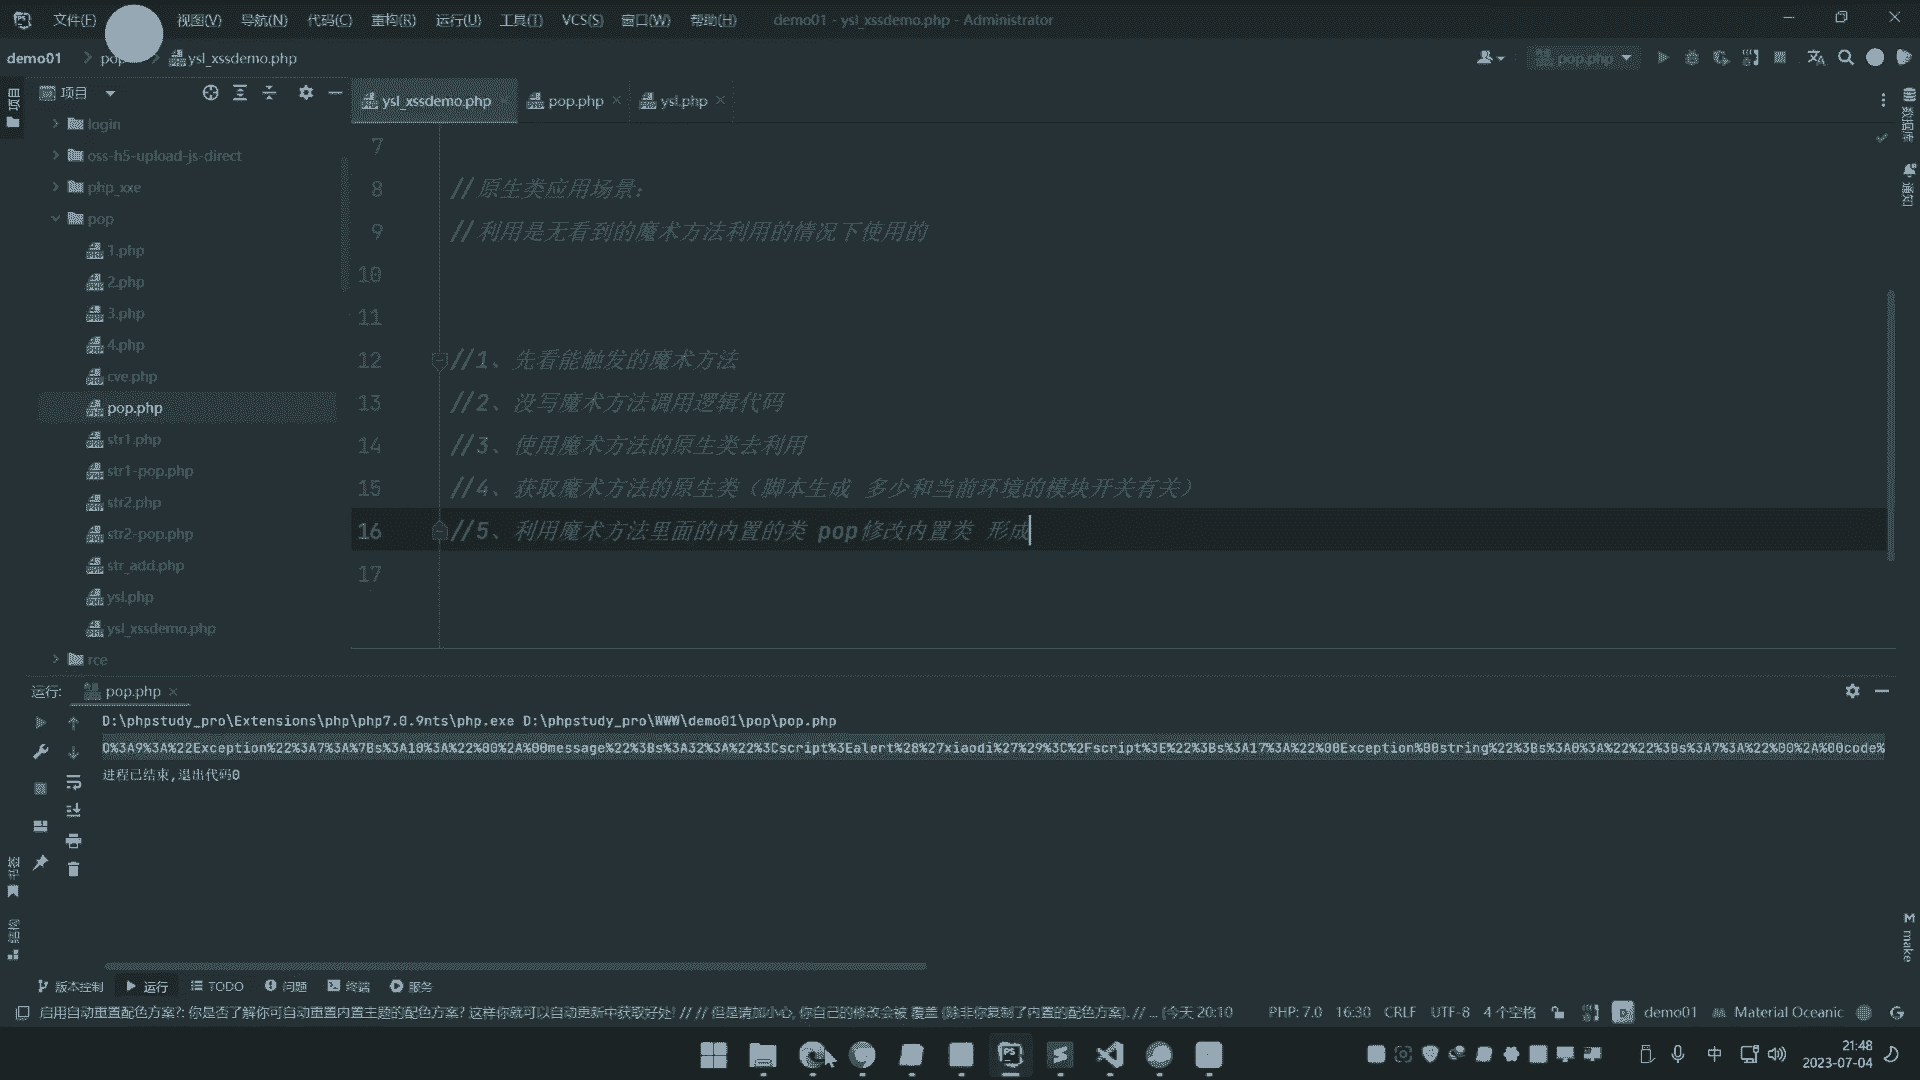 文件(F) 视图(V) 导航(N) 代码(C) 重构(R) 运行(U) 工具(T) VCS(S) 窗口(W) 帮助(H) demo01 - ysl_xssdemo.php - Administrator
demo01 pop ysl_xssdemo.php
pop.php
项目
项目
ysl_xssdemo.php pop.php ysl.php
login
oss-h5-upload-js-direct
php_xxe
pop
1.php
2.php
3.php
4.php
cve.php
pop.php
str1.php
str1-pop.php
str2.php
str2-pop.php
str_add.php
ysl.php
ysl_xssdemo.php
rce
7
8 //原生类应用场景：
9 //利用是无看到的魔术方法利用的情况下使用的
10
11
12 //1、先看能触发的魔术方法
13 //2、没写魔术方法调用逻辑代码
14 //3、使用魔术方法的原生类去利用
15 //4、获取魔术方法的原生类（脚本生成 多少和当前环境的模块开关有关）
16 //5、利用魔术方法里面的内置的类 pop修改内置类 形成
17
数据库
通知
运行: pop.php
D:\phpstudy_pro\Extensions\php\php7.0.9nts\php.exe D:\phpstudy_pro\WWW\demo01\pop\pop.php
O%3A9%3A%22Exception%22%3A7%3A%7Bs%3A10%3A%22%00%2A%00message%22%3Bs%3A32%3A%22%3Cscript%3Ealert%28%27xiaodi%27%29%3C%2Fscript%3E%22%3Bs%3A17%3A%22%00Exception%00string%22%3Bs%3A0%3A%22%22%3Bs%3A7%3A%22%00%2A%00code%
进程已结束,退出代码0
书签
结构
make
版本控制 运行 TODO 问题 终端 服务
启用自动重置配色方案?: 你是否了解你可自动重置内置主题的配色方案? 这样你就可以自动更新中获取好处! // // 但是请加小心, 你自己的修改会被 覆盖 (除非你复制了内置的配色方案). // ... (今天 20:10 PHP: 7.0 16:30 CRLF UTF-8 4 个空格 demo01 Material Oceanic
中 21:48
2023-07-04